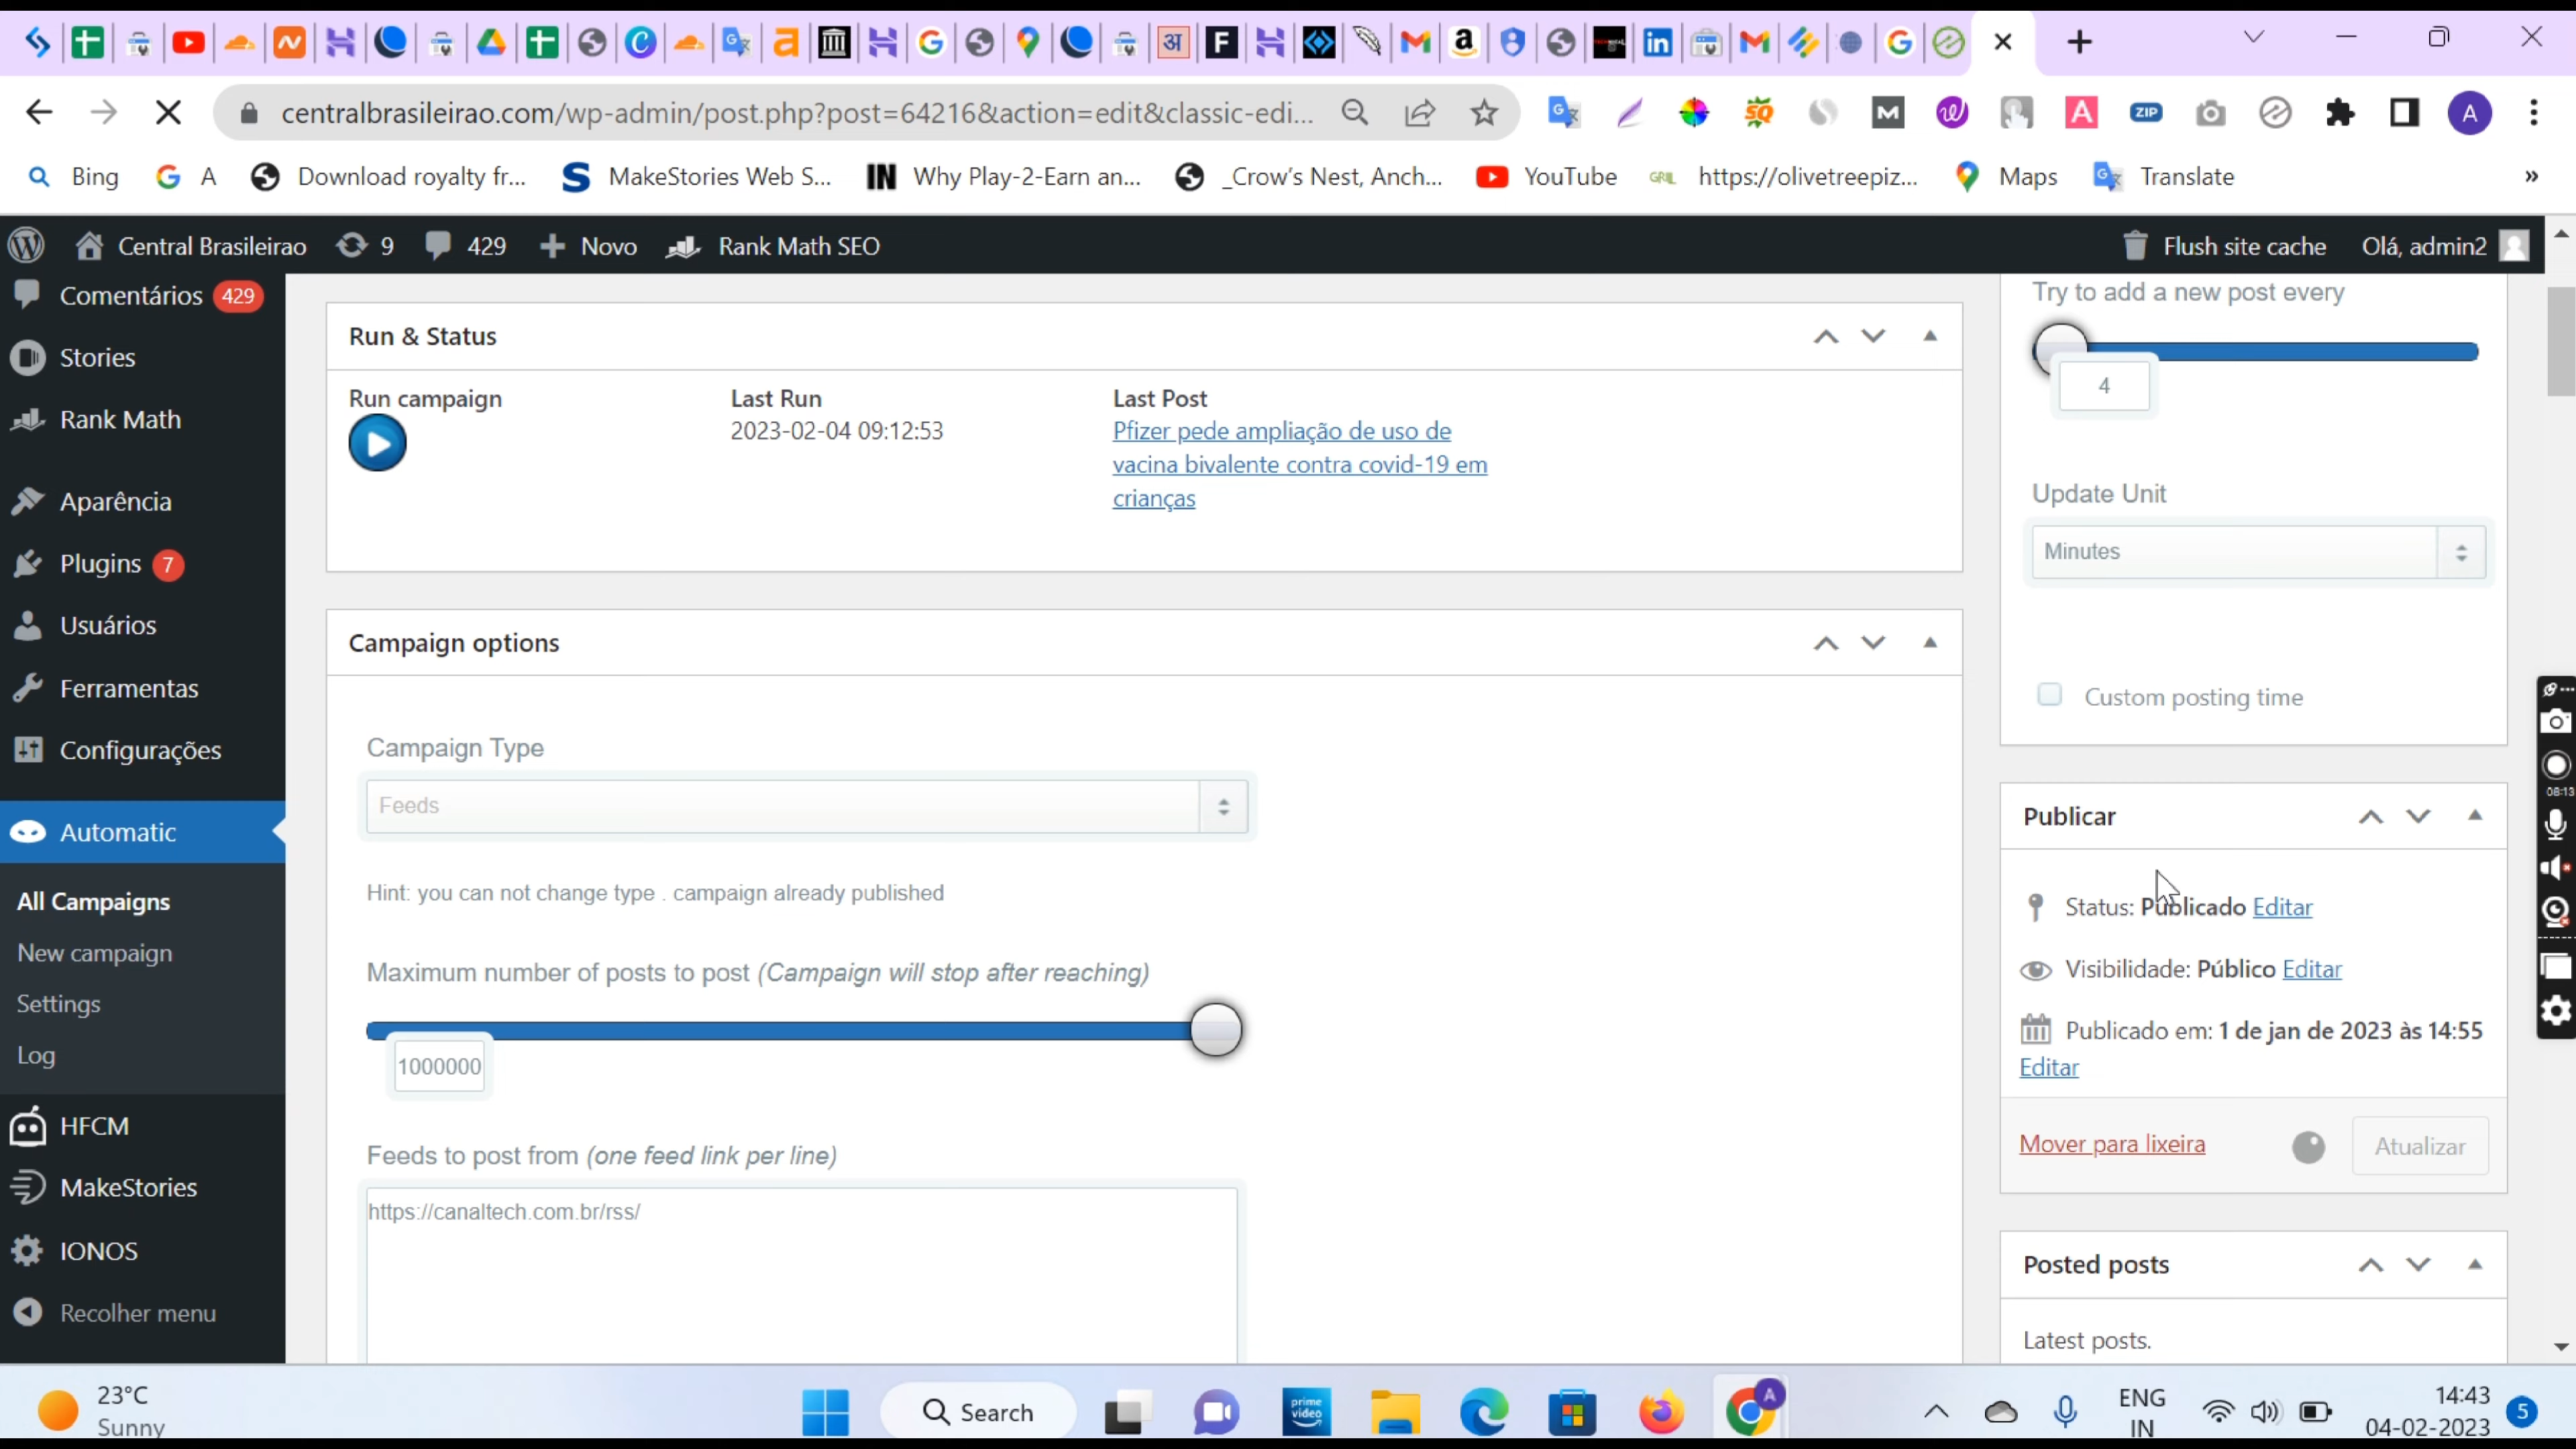 centralbrasileirao.com/wp-admin/post.php?post=64216&action=edit&classic-edi...
Bing
A
Download royalty fr...
MakeStories Web S...
Why Play-2-Earn an...
_Crow's Nest, Anch...
YouTube
https://olivetreepiz...
Maps
Translate
»
Central Brasileirao
9
429
Novo
Rank Math SEO
Flush site cache
Olá, admin2
Comentários 429
Stories
Rank Math
Aparência
Plugins 7
Usuários
Ferramentas
Configurações
Automatic
All Campaigns
New campaign
Settings
Log
HFCM
MakeStories
IONOS
Recolher menu
Run & Status
Run campaign
Last Run
2023-02-04 09:12:53
Last Post
Pfizer pede ampliação de uso de
vacina bivalente contra covid-19 em
crianças
Campaign options
Campaign Type
Feeds
Hint: you can not change type . campaign already published
Maximum number of posts to post (Campaign will stop after reaching)
1000000
Feeds to post from (one feed link per line)
https://canaltech.com.br/rss/
Try to add a new post every
4
Update Unit
Minutes
Custom posting time
Publicar
Status: Publicado Editar
Visibilidade: Público Editar
Publicado em: 1 de jan de 2023 às 14:55
Editar
Mover para lixeira
Atualizar
Posted posts
Latest posts.
08:13
23°C
Sunny
Search
prime video
A
ENG
IN
14:43
04-02-2023
5